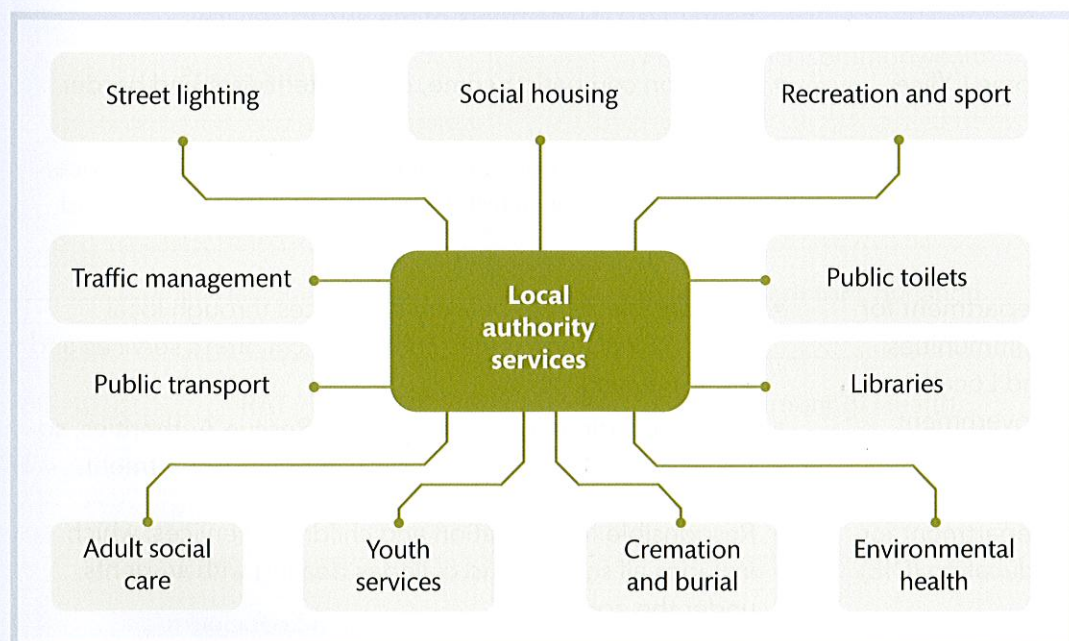 Street lighting
Social housing
Recreation and sport
Traffic management
Local
authority
services
Public toilets
Public transport
Libraries
Adult social
care
Youth
services
Cremation
and burial
Environmental
health